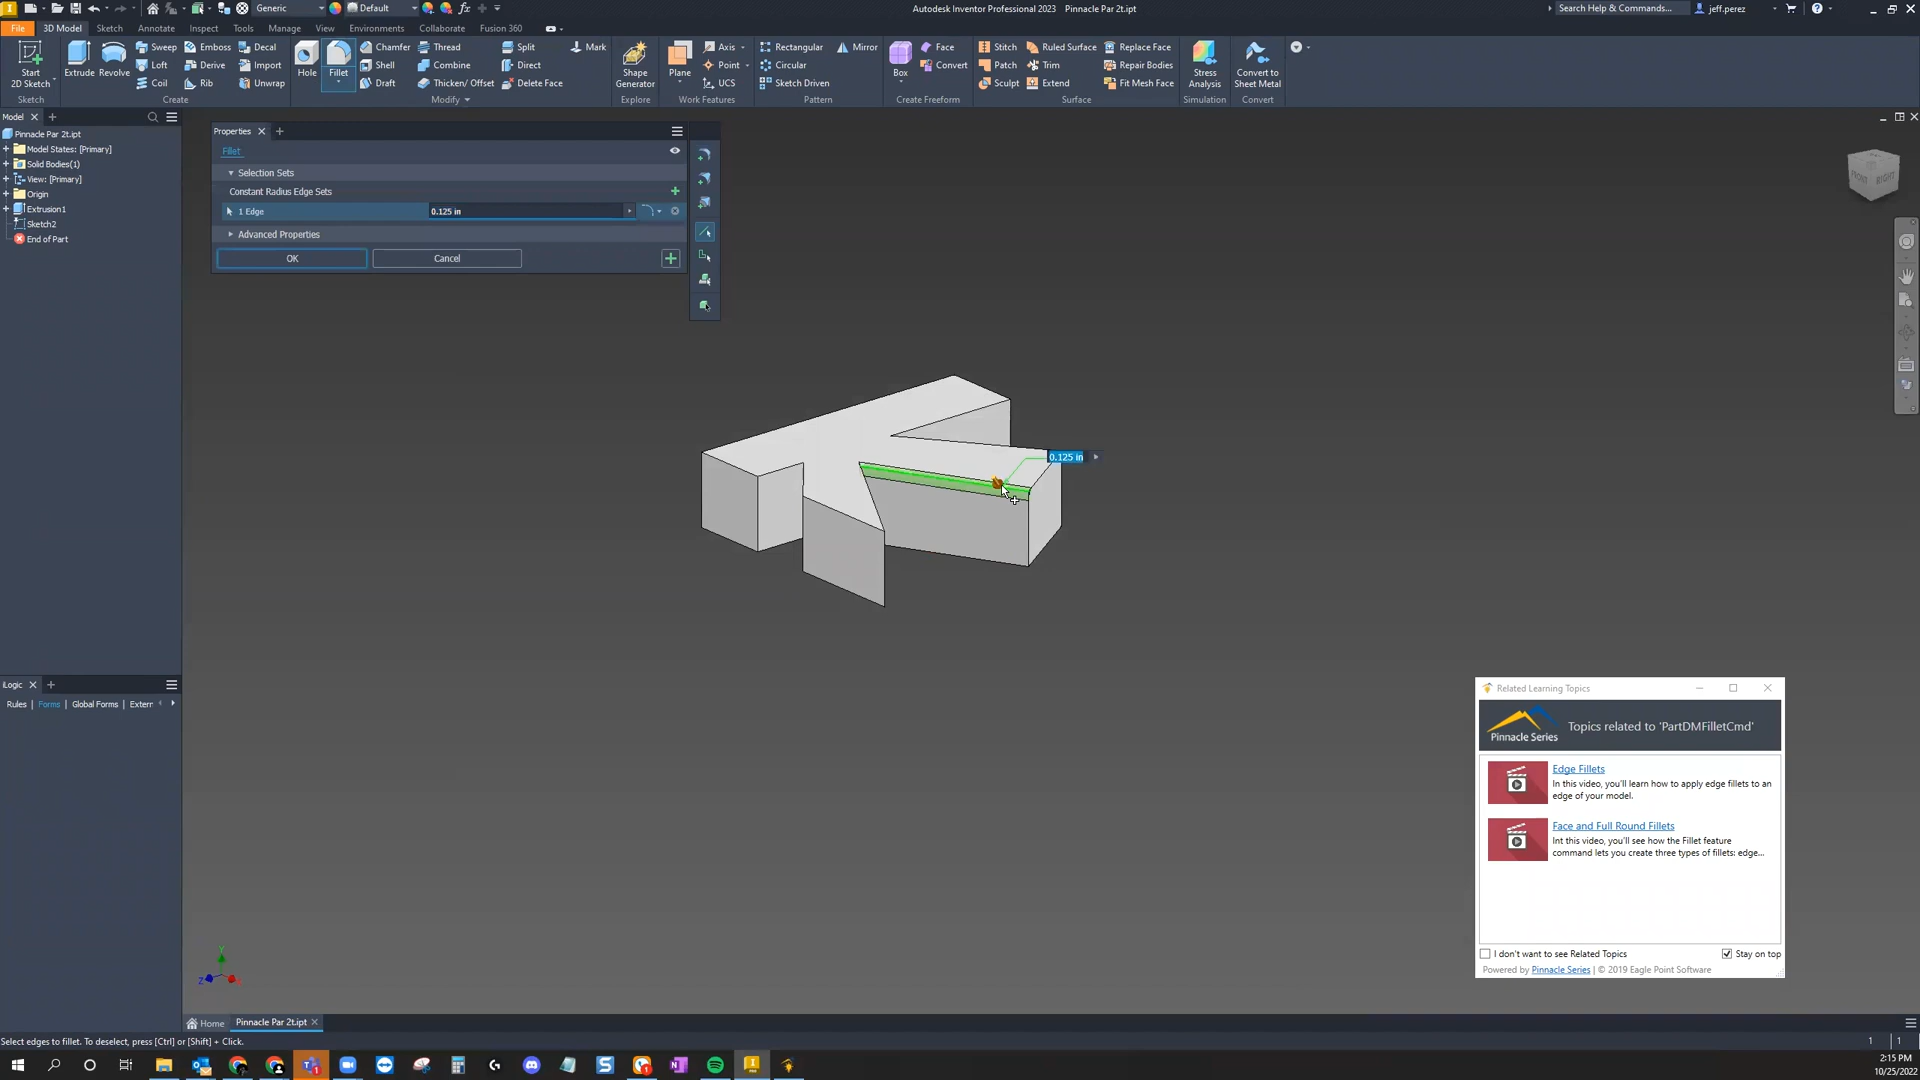 Generic
Default
Autodesk Inventor Professional 2023 Pinnacle Par 2t.ipt
Search Help & Commands...
jeff.perez
File 3D Model Sketch Annotate Inspect Tools Manage View Environments Collaborate Fusion 360
Start
2D Sketch
Sketch
Extrude
Revolve
Sweep Emboss Decal
Loft Derive Import
Coil Rib Unwrap
Create
Hole
Fillet
Chamfer Thread Split Mark
Shell Combine Direct
Draft Thicken/ Offset Delete Face
Modify
Shape
Generator
Explore
Plane
Axis
Point
UCS
Work Features
Rectangular Mirror
Circular
Sketch Driven
Pattern
Box
Face
Convert
Create Freeform
Stitch Ruled Surface Replace Face
Patch Trim Repair Bodies
Sculpt Extend Fit Mesh Face
Surface
Stress
Analysis
Simulation
Convert to
Sheet Metal
Convert
Model
Pinnacle Par 2t.ipt
Model States: [Primary]
Solid Bodies(1)
View: [Primary]
Origin
Extrusion1
Sketch2
End of Part
Properties
Fillet
Selection Sets
Constant Radius Edge Sets
1 Edge 0.125 in
Advanced Properties
OK Cancel
FRONT RIGHT
0.125 in
iLogic
Rules Forms Global Forms Extern
Related Learning Topics
Pinnacle Series
Topics related to 'PartDMFilletCmd'
Edge Fillets
In this video, you'll learn how to apply edge fillets to an
edge of your model.
Face and Full Round Fillets
Int this video, you'll see how the Fillet feature
command lets you create three types of fillets: edge...
I don't want to see Related Topics Stay on top
Powered by Pinnacle Series | © 2019 Eagle Point Software
Y
Z
Home Pinnacle Par 2t.ipt
Select edges to fillet. To deselect, press [Ctrl] or [Shift] + Click.
1 1
2:15 PM
10/25/2022